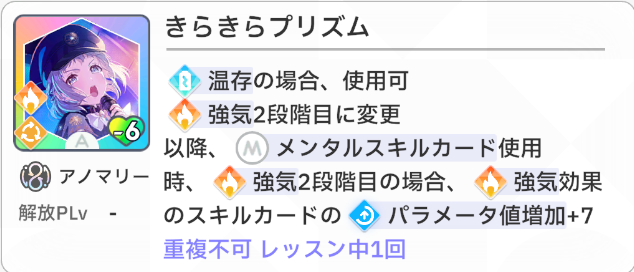 きらきらプリズム
温存の場合、使用可
強気2段階目に変更
以降、M メンタルスキルカード使用
時、強気2段階目の場合、強気効果
のスキルカードの パラメータ値増加+7
重複不可 レッスン中1回
A
-6
アノマリー
解放PLv -